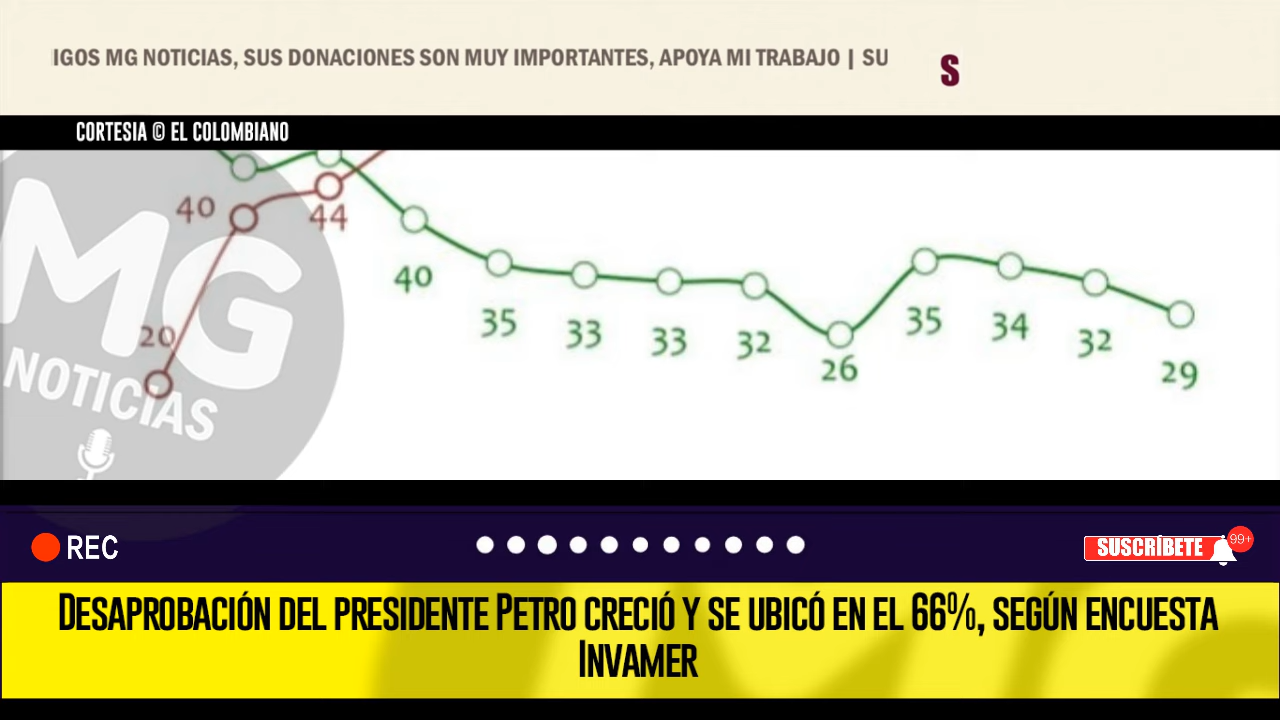 IGOS MG NOTICIAS, SUS DONACIONES SON MUY IMPORTANTES, APOYA MI TRABAJO | SU
S
CORTESIA © EL COLOMBIANO
40
44
20
40
35
33
33
32
26
35
34
32
29
MG
NOTICIAS
REC
SUSCRÍBETE
99+
DESAPROBACIÓN DEL PRESIDENTE PETRO CRECIÓ Y SE UBICÓ EN EL 66%, SEGÚN ENCUESTA
INVAMER